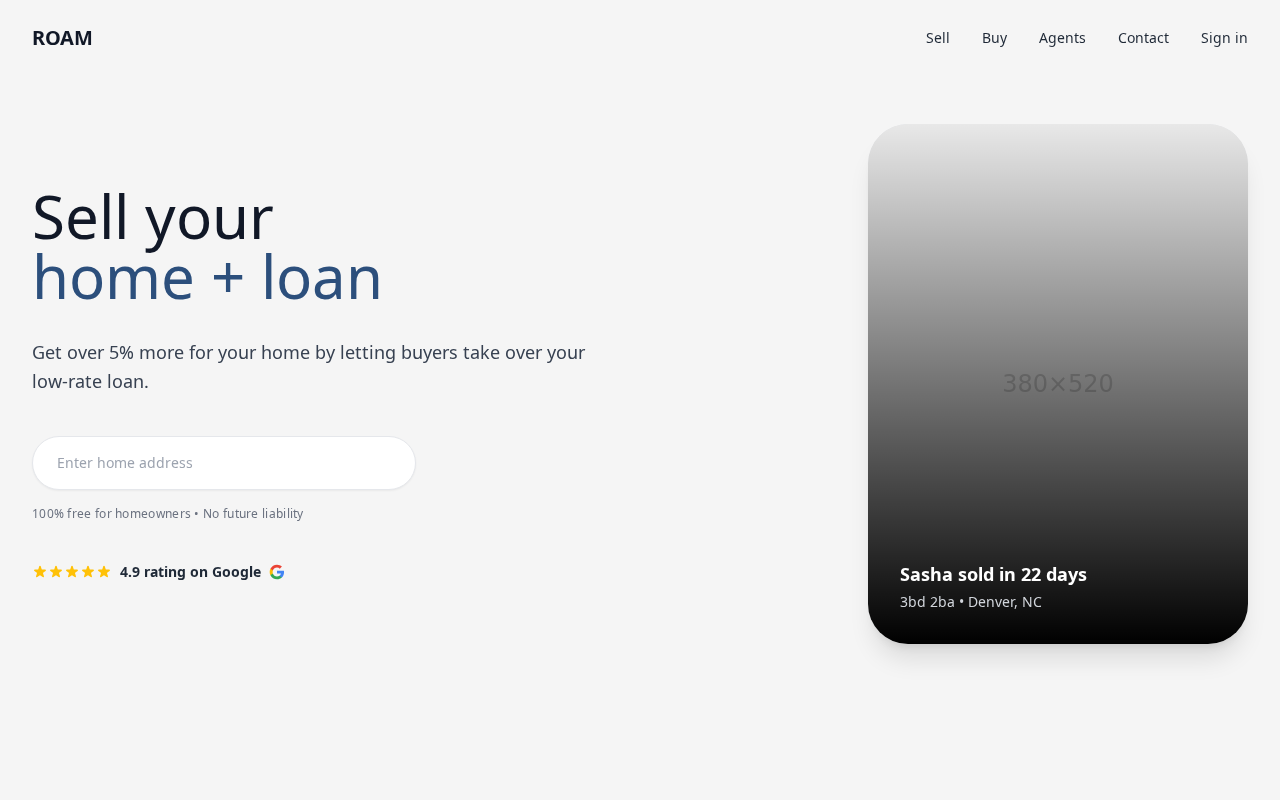 ROAM
Sell Buy Agents Contact Sign in
Sell your
home + loan
Get over 5% more for your home by letting buyers take over your
low-rate loan.
Enter home address
100% free for homeowners • No future liability
4.9 rating on Google
380×520
Sasha sold in 22 days
3bd 2ba • Denver, NC